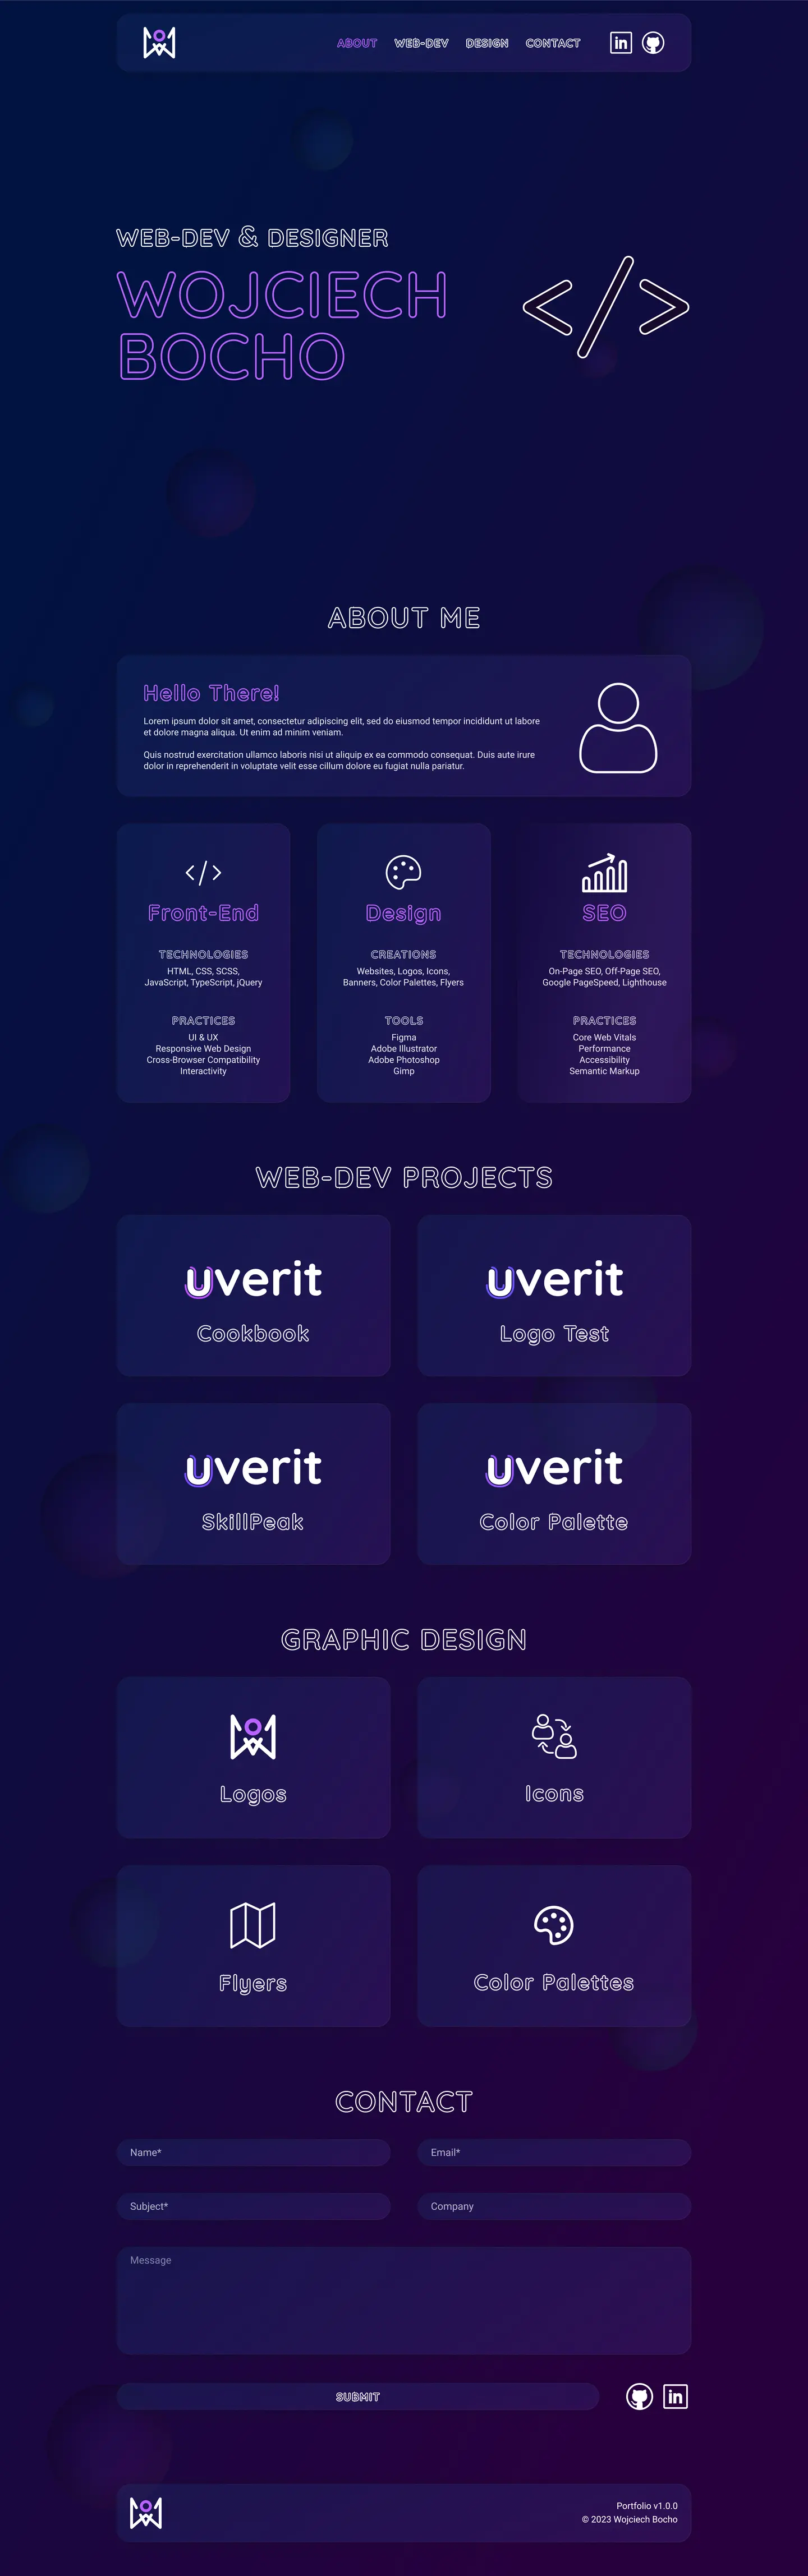 ABOUT
WEB-DEV
DESIGN
CONTACT
in
WEB-DEV & DESIGNER
WOJCIECH
BOCHO
</>
ABOUT ME
Hello There!
Lorem ipsum dolor sit amet, consectetur adipiscing elit, sed do eiusmod tempor incididunt ut labore
et dolore magna aliqua. Ut enim ad minim veniam.
Quis nostrud exercitation ullamco laboris nisi ut aliquip ex ea commodo consequat. Duis aute irure
dolor in reprehenderit in voluptate velit esse cillum dolore eu fugiat nulla pariatur.
</>
Front-End
TECHNOLOGIES
HTML, CSS, SCSS,
JavaScript, TypeScript, jQuery
PRACTICES
UI & UX
Responsive Web Design
Cross-Browser Compatibility
Interactivity
Design
CREATIONS
Websites, Logos, Icons,
Banners, Color Palettes, Flyers
TOOLS
Figma
Adobe Illustrator
Adobe Photoshop
Gimp
SEO
TECHNOLOGIES
On-Page SEO, Off-Page SEO,
Google PageSpeed, Lighthouse
PRACTICES
Core Web Vitals
Performance
Accessibility
Semantic Markup
WEB-DEV PROJECTS
uverit
Cookbook
uverit
Logo Test
uverit
SkillPeak
uverit
Color Palette
GRAPHIC DESIGN
Logos
Icons
Flyers
Color Palettes
CONTACT
Name*
Email*
Subject*
Company
Message
SUBMIT
in
Portfolio v1.0.0
© 2023 Wojciech Bocho